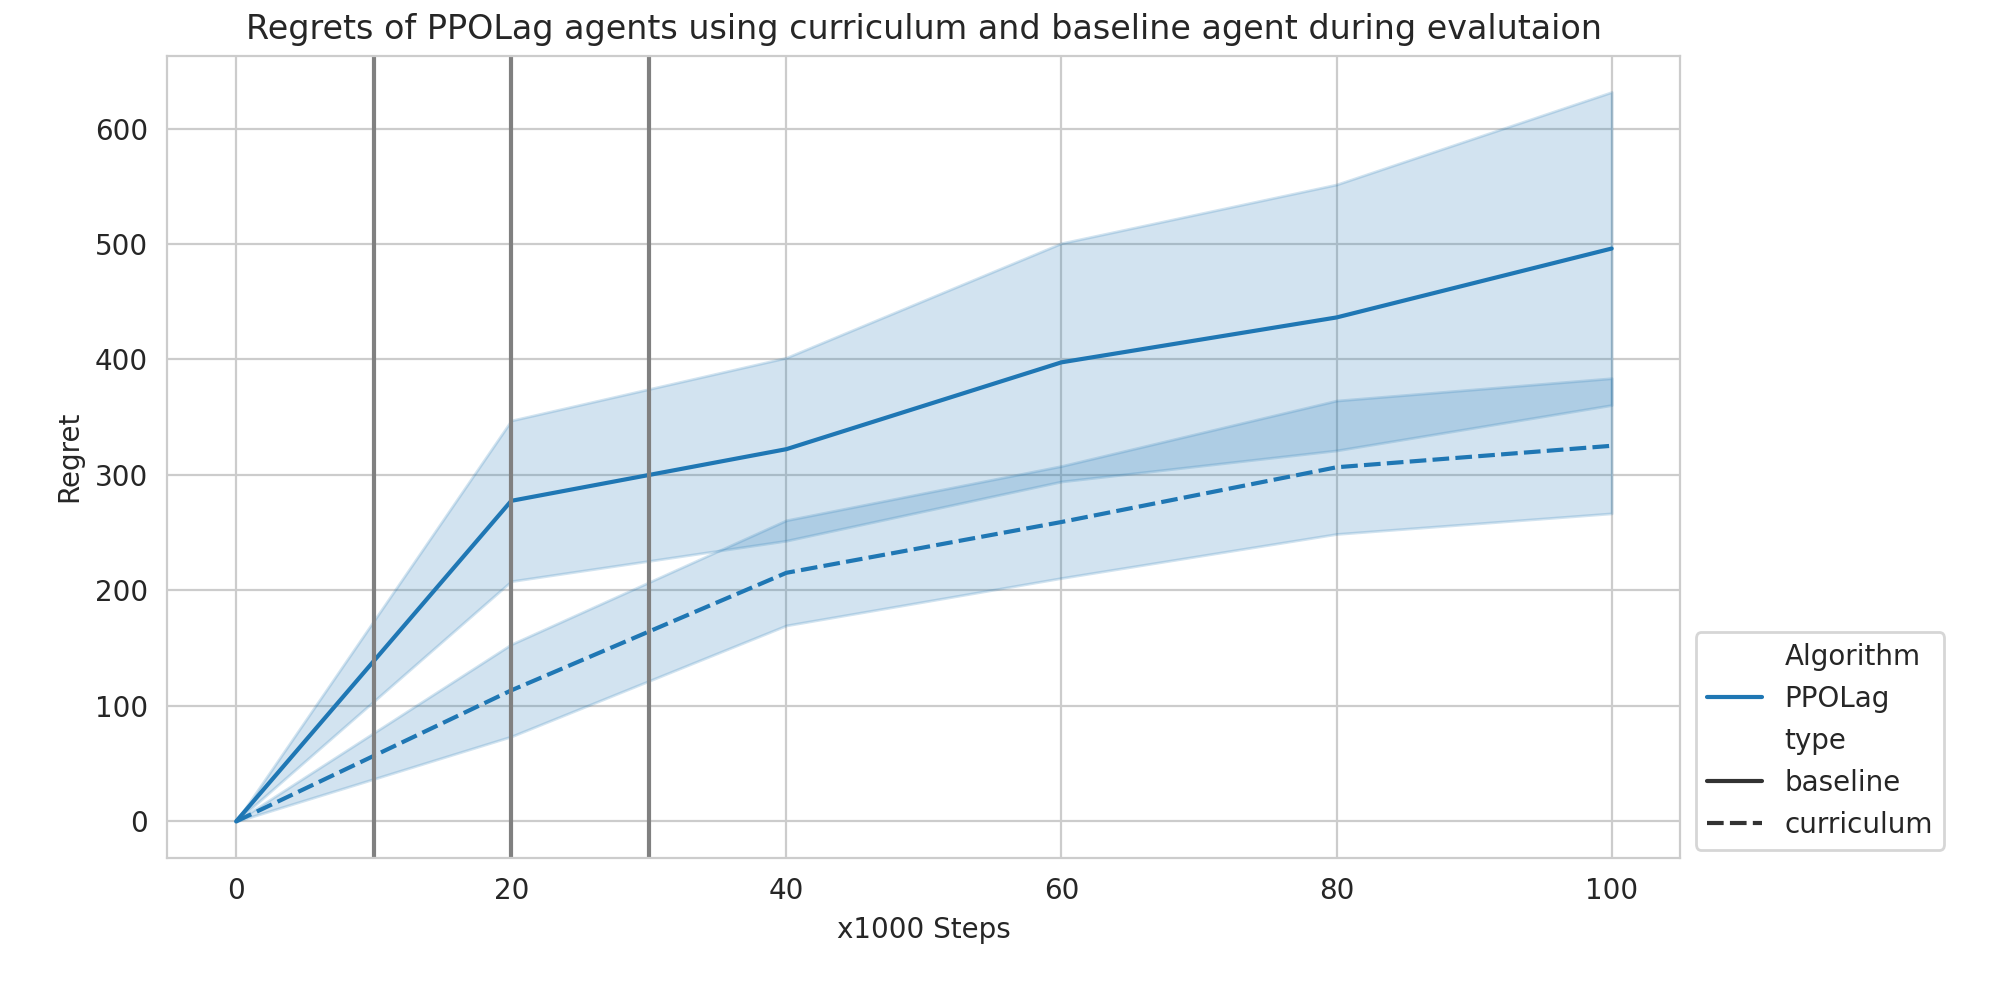 Regrets of PPOLag agents using curriculum and baseline agent during evalutaion
600
500
400
300
200
100
0
Regret
0 20 40 60 80 100
x1000 Steps
Algorithm
PPOLag
type
baseline
curriculum